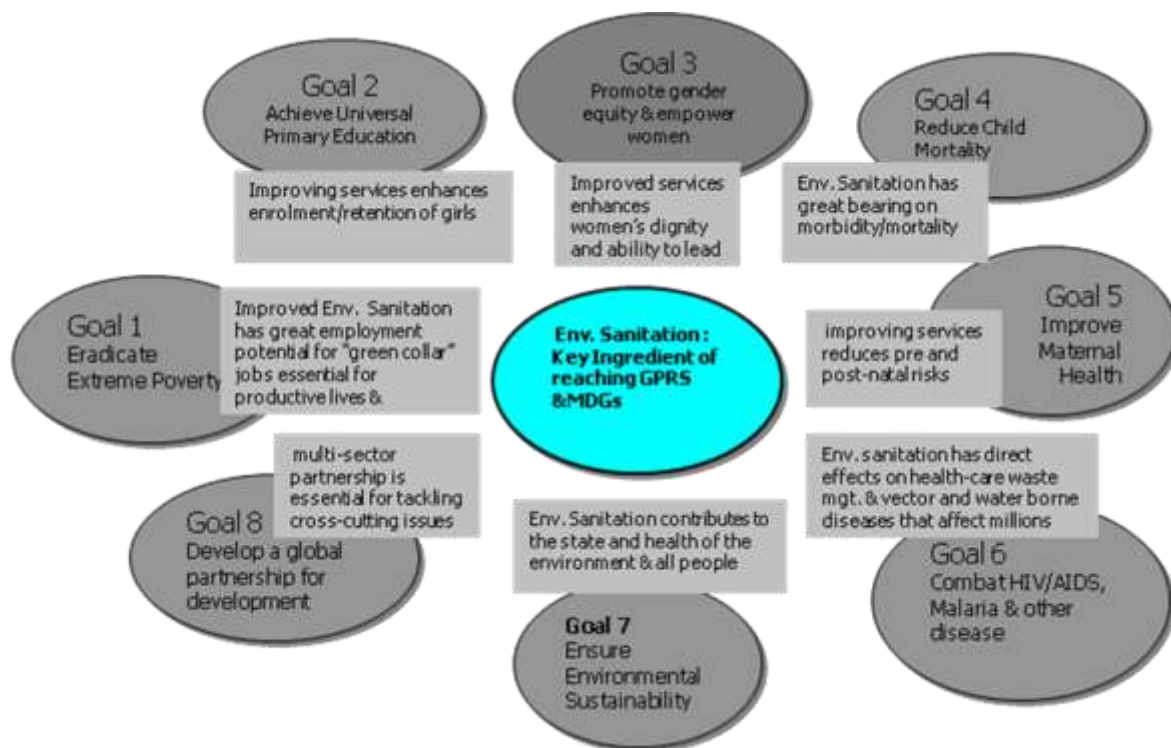 Goal 2
Achieve Universal
Primary Education
Improving services enhances
enrolment/retention of girls
Goal 3
Promote gender
equity & empower
women
Improved services
enhances
women's dignity
and ability to lead
Goal 4
Reduce Child
Mortality
Env. Sanitation has
great bearing on
morbidity/mortality
Goal 1
Eradicate
Extreme Poverty
Improved Env. Sanitation
has great employment
potential for "green collar"
jobs essential for
productive lives &
Env. Sanitation :
Key Ingredient of
reaching GPRS
&MDGs
Goal 5
Improve
Maternal
Health
improving services
reduces pre and
post-natal risks
multi-sector
partnership is
essential for tackling
cross-cutting issues
Goal 8
Develop a global
partnership for
development
Env. Sanitation contributes to
the state and health of the
environment & all people
Goal 7
Ensure
Environmental
Sustainability
Env. sanitation has direct
effects on health-care waste
mgt. & vector and water borne
diseases that affect millions
Goal 6
Combat HIV/AIDS,
Malaria & other
disease